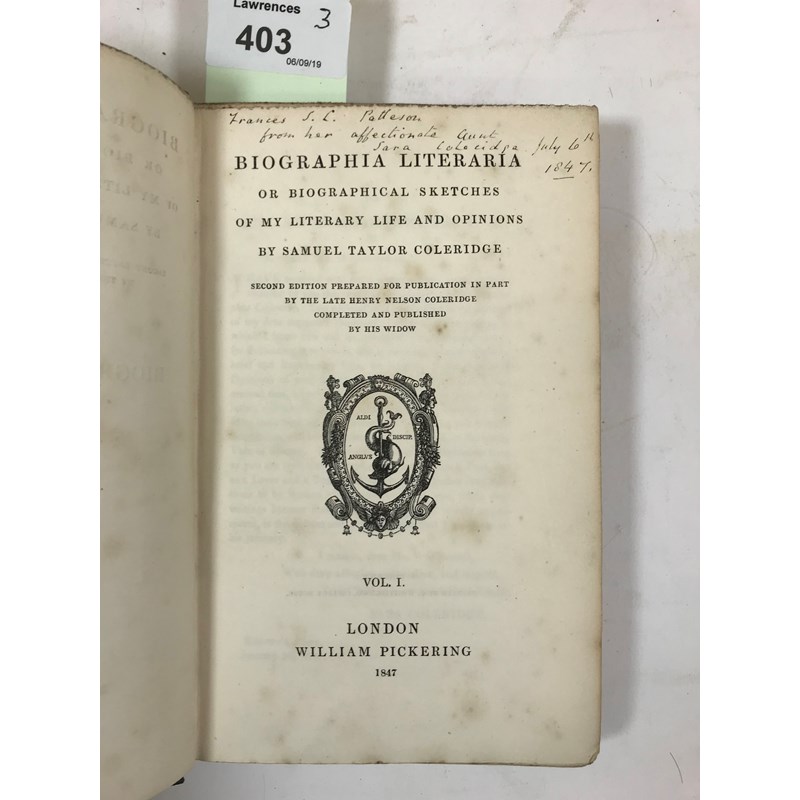 Lawrences 3
403
06/09/19
Frances S. L. Patteson
from her affectionate Aunt
Sara Coleridge July 6th
1847.
BIOGRAPHIA LITERARIA
OR BIOGRAPHICAL SKETCHES
OF MY LITERARY LIFE AND OPINIONS
BY SAMUEL TAYLOR COLERIDGE
SECOND EDITION PREPARED FOR PUBLICATION IN PART
BY THE LATE HENRY NELSON COLERIDGE
COMPLETED AND PUBLISHED
BY HIS WIDOW
ALDI
DISCIP.
ANGLVS
VOL. I.
LONDON
WILLIAM PICKERING
1847